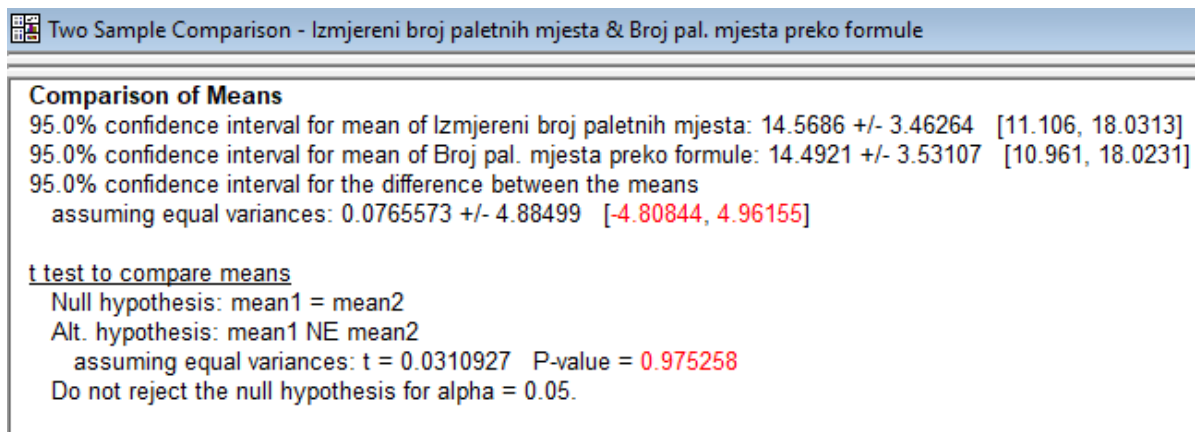 Two Sample Comparison - Izmjereni broj paletnih mjesta & Broj pal. mjesta preko formule
Comparison of Means
95.0% confidence interval for mean of Izmjereni broj paletnih mjesta: 14.5686 +/- 3.46264 [11.106, 18.0313]
95.0% confidence interval for mean of Broj pal. mjesta preko formule: 14.4921 +/- 3.53107 [10.961, 18.0231]
95.0% confidence interval for the difference between the means
assuming equal variances: 0.0765573 +/- 4.88499 [-4.80844, 4.96155]
t test to compare means
Null hypothesis: mean1 = mean2
Alt. hypothesis: mean1 NE mean2
assuming equal variances: t = 0.0310927 P-value = 0.975258
Do not reject the null hypothesis for alpha = 0.05.